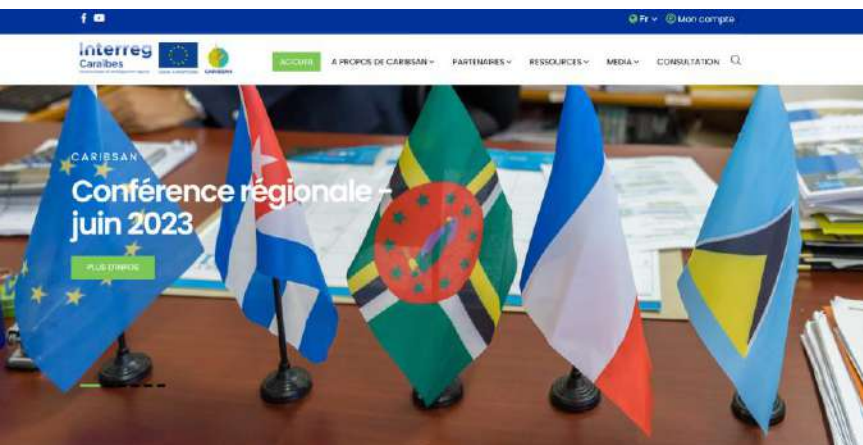 Fr
Mon compte
Interreg
Caraïbes
CARIBSAN
ACCUEIL
A PROPOS DE CARIBSAN
PARTENAIRES
RESSOURCES
MEDIA
CONSULTATION
CARIBSAN
Conférence régionale -
juin 2023
PLUS D'INFOS